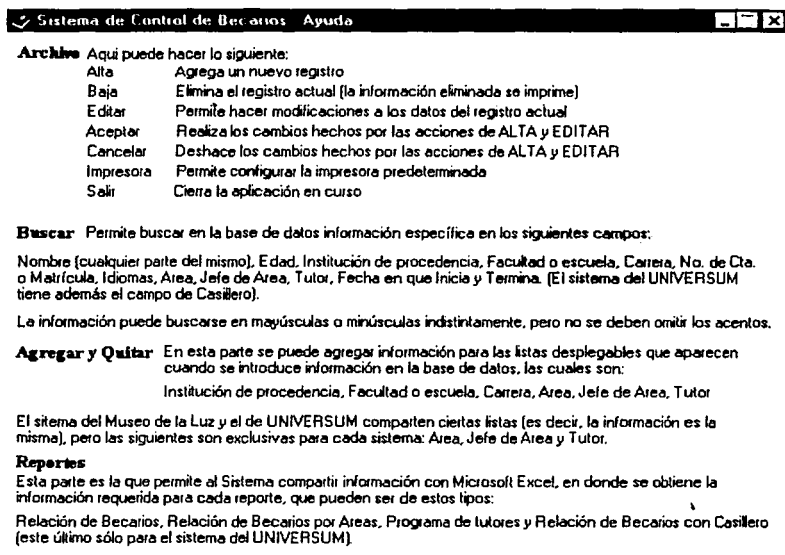 Sistema de Control de Becarios Ayuda
Archivo Aqui puede hacer lo siguiente:
Alta Agrega un nuevo registro
Baja Elimina el registro actual (la información eliminada se imprime)
Editar Permite hacer modificaciones a los datos del registro actual
Aceptar Realiza los cambios hechos por las acciones de ALTA y EDITAR
Cancelar Deshace los cambios hechos por las acciones de ALTA y EDITAR
Impresora Permite configurar la impresora predeterminada
Salir Cierra la aplicación en curso
Buscar Permite buscar en la base de datos información específica en los siguientes campos:
Nombre (cualquier parte del mismo), Edad, Institución de procedencia, Facultad o escuela, Carrera, No. de Cta.
o Matrícula, Idiomas, Area, Jefe de Area, Tutor, Fecha en que Inicia y Termina. (El sistema del UNIVERSUM
tiene además el campo de Casillero).
La información puede buscarse en mayúsculas o minúsculas indistintamente, pero no se deben omitir los acentos.
Agregar y Quitar En esta parte se puede agregar información para las listas desplegables que aparecen
cuando se introduce información en la base de datos, las cuales son:
Institución de procedencia, Facultad o escuela, Carrera, Area, Jefe de Area, Tutor
El sitema del Museo de la Luz y el de UNIVERSUM comparten ciertas listas (es decir, la información es la
misma), pero las siguientes son exclusivas para cada sistema: Area, Jefe de Area y Tutor.
Reportes
Esta parte es la que permite al Sistema compartir información con Microsoft Excel, en donde se obtiene la
información requerida para cada reporte, que pueden ser de estos tipos:
Relación de Becarios, Relación de Becarios por Areas, Programa de tutores y Relación de Becarios con Casillero
(este último sólo para el sistema del UNIVERSUM).